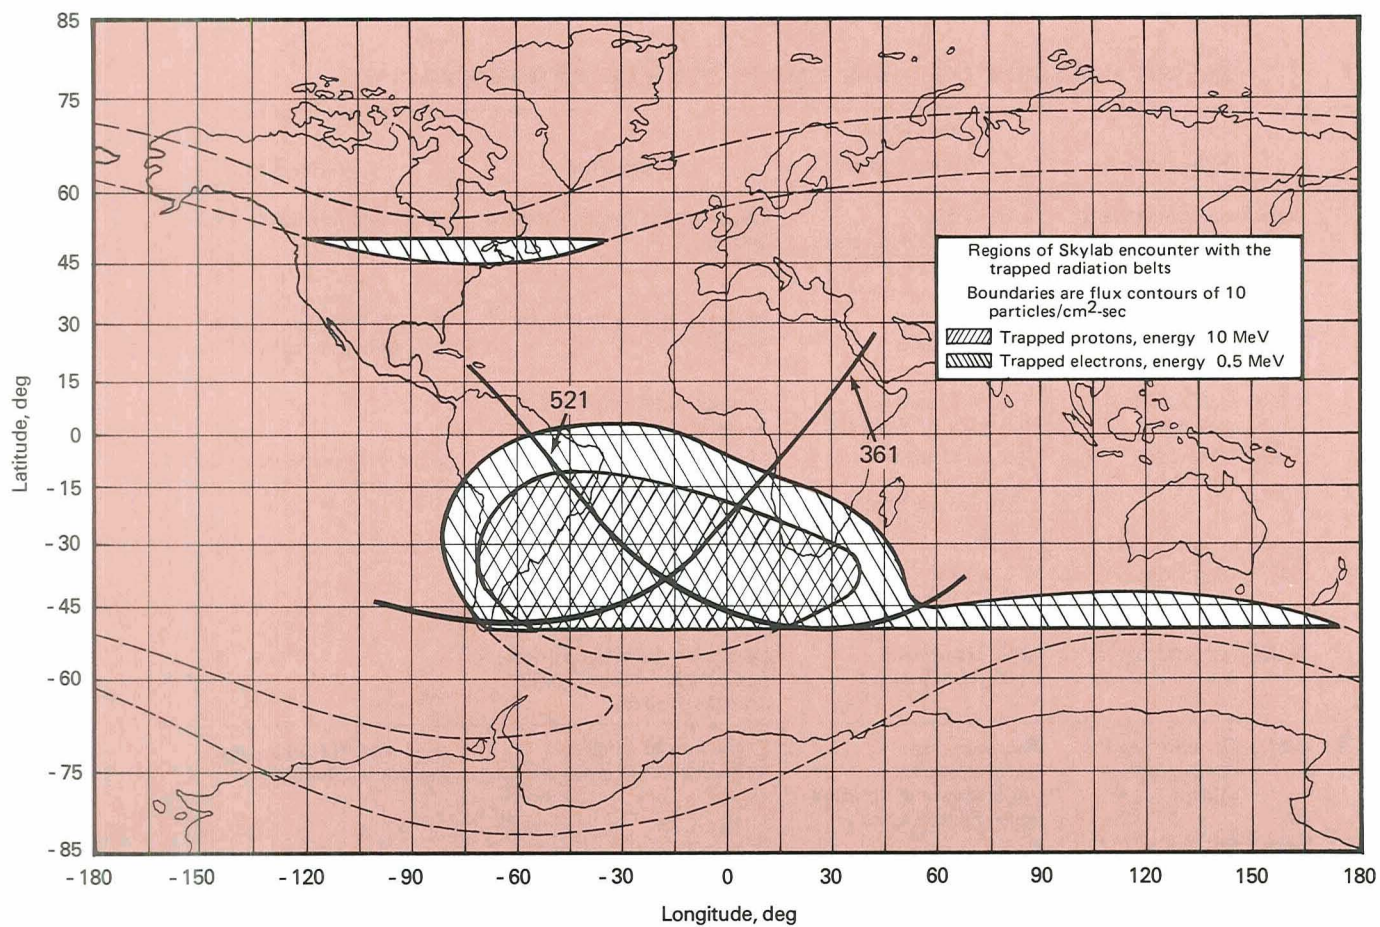 85
75
60
45
30
15
0
-15
-30
-45
-60
-75
-85
Latitude, deg
Regions of Skylab encounter with the
trapped radiation belts
Boundaries are flux contours of 10
particles/cm2-sec
Trapped protons, energy 10 MeV
Trapped electrons, energy 0.5 MeV
521
361
-180 -150 -120 -90 -60 -30 0 30 60 90 120 150 180
Longitude, deg